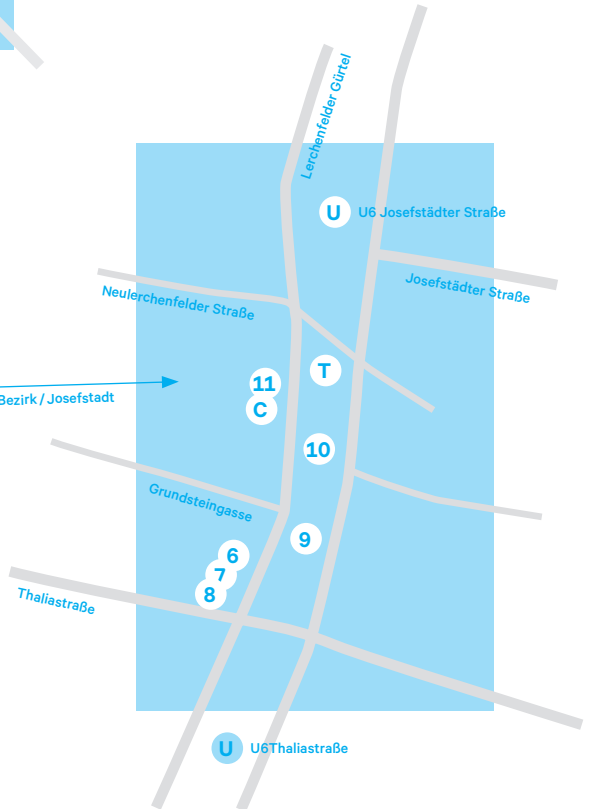 Lerchenfelder Gürtel
U
U6 Josefstädter Straße
Josefstädter Straße
Neulerchenfelder Straße
T
11
C
Bezirk / Josefstadt
10
Grundsteingasse
9
6
7
8
Thaliastraße
U
U6Thaliastraße